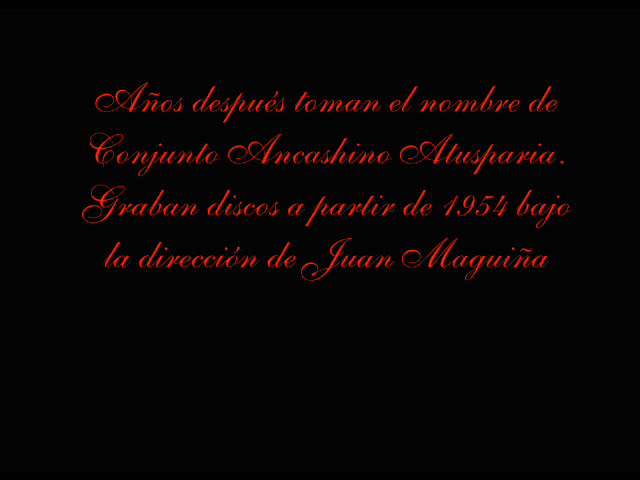 Años después toman el nombre de
Conjunto Ancashino Atusparia.
Graban discos a partir de 1954 bajo
la dirección de Juan Maguiña